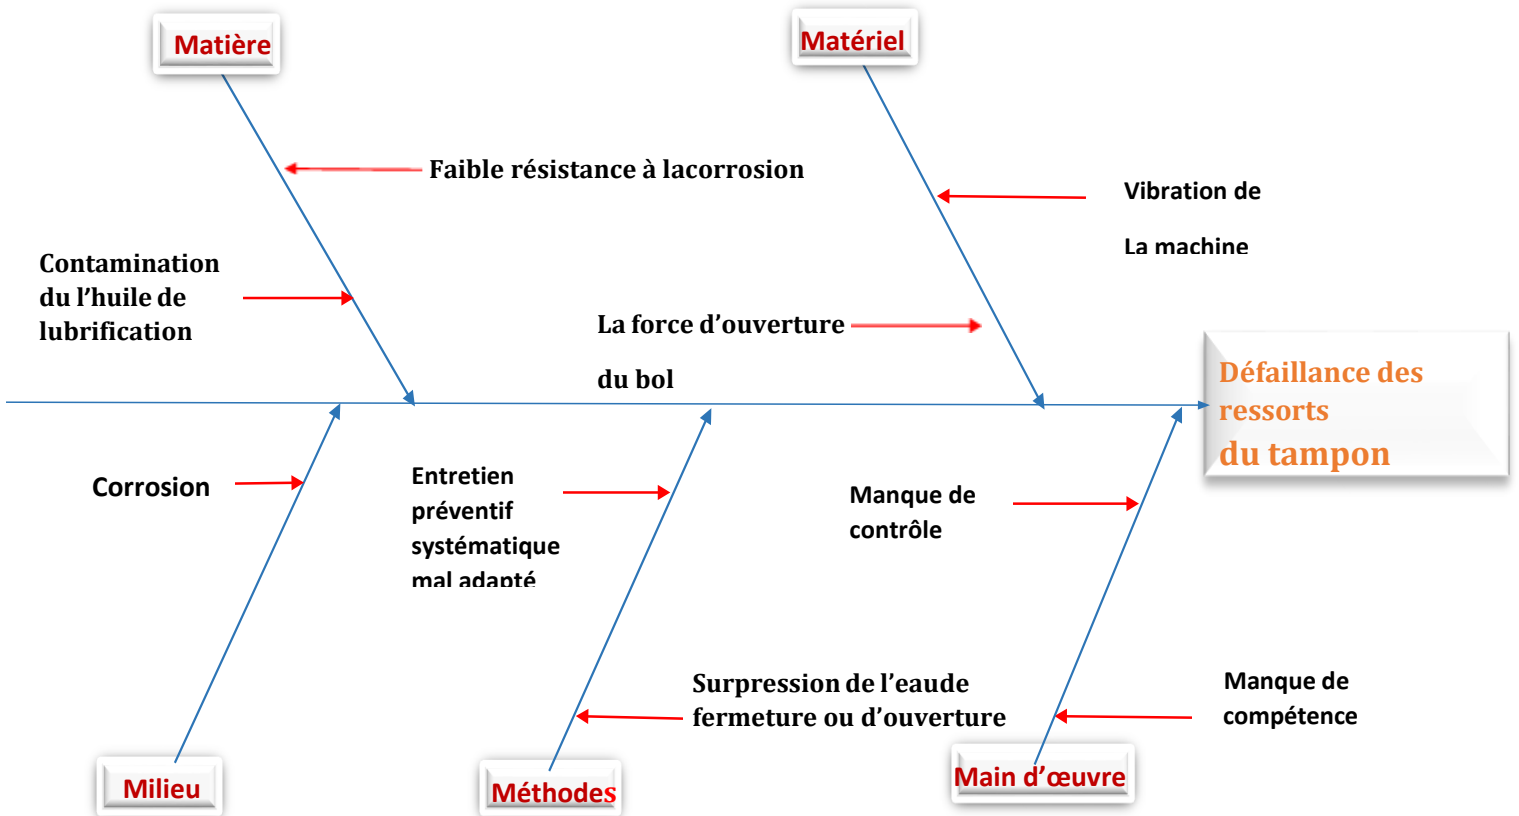 Matière
Matériel
Faible résistance à lacorrosion
Vibration de
La machine
Contamination
du l’huile de
lubrification
La force d’ouverture
du bol
Défaillance des
ressorts
du tampon
Corrosion
Entretien
préventif
systématique
mal adapté
Manque de
contrôle
Surpression de l’eaude
fermeture ou d’ouverture
Manque de
compétence
Milieu
Méthodes
Main d’œuvre